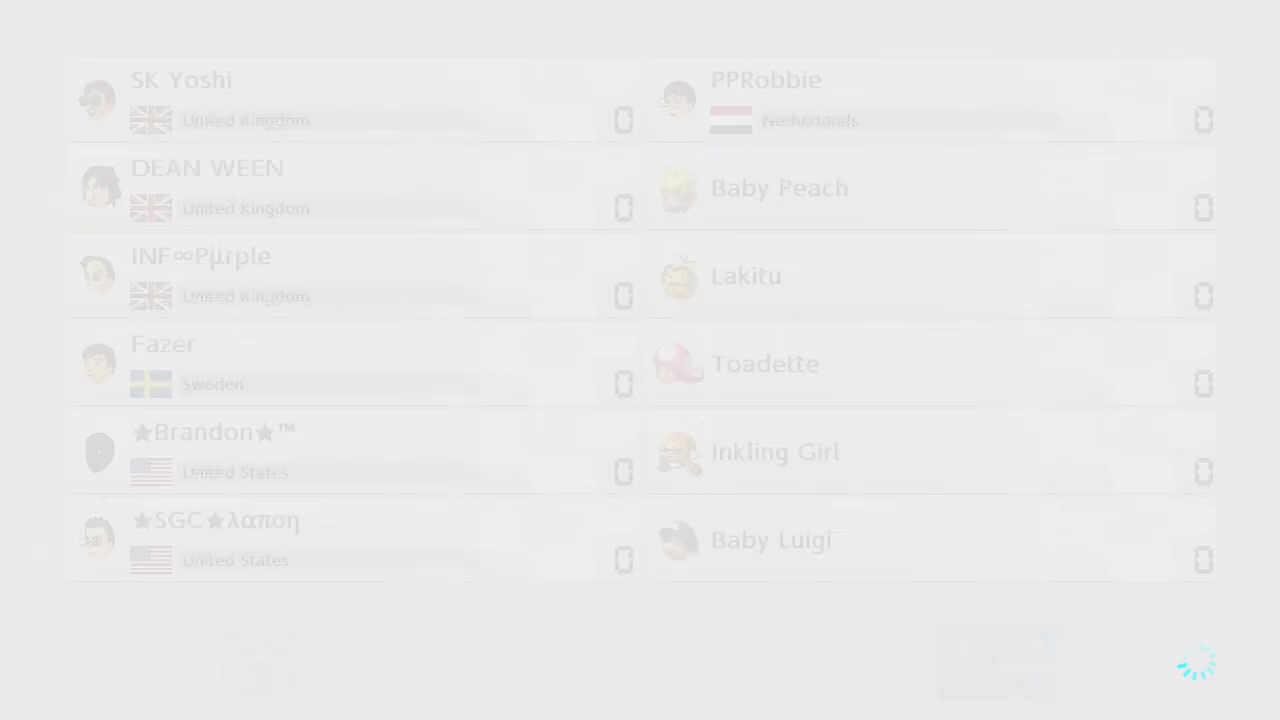 SK Yoshi
United Kingdom
0
DEAN WEEN
United Kingdom
0
INF∞Pμrple
United Kingdom
0
Fazer
Sweden
0
★Brandon★™
United States
0
★SGC★λαπση
United States
0
PPRobbie
Netherlands
0
Baby Peach
0
Lakitu
0
Toadette
0
Inkling Girl
0
Baby Luigi
0